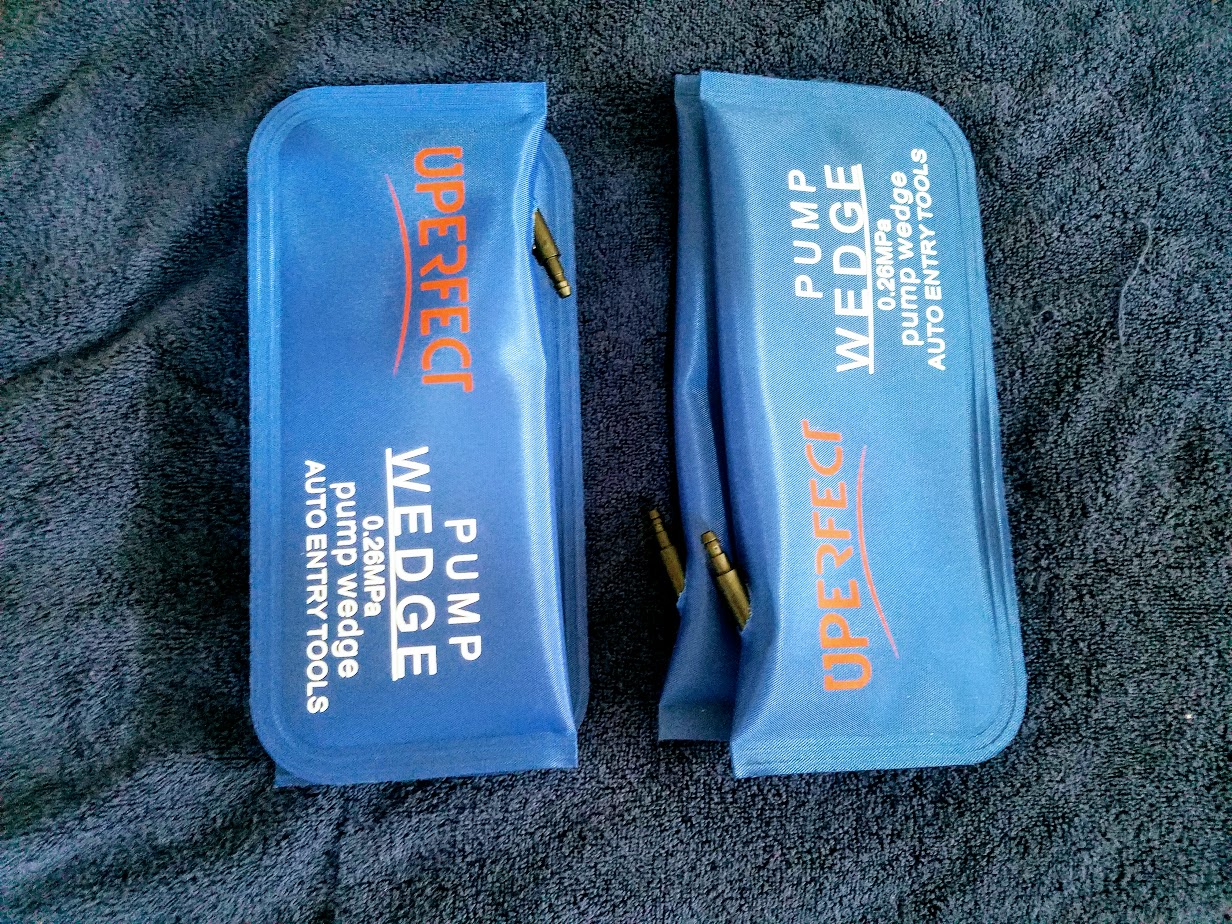 UPERFECT
PUMP
WEDGE
0.26MPa
pump wedge
AUTO ENTRY TOOLS
PUMP
WEDGE
0.26MPa
pump wedge
AUTO ENTRY TOOLS
UPERFECT